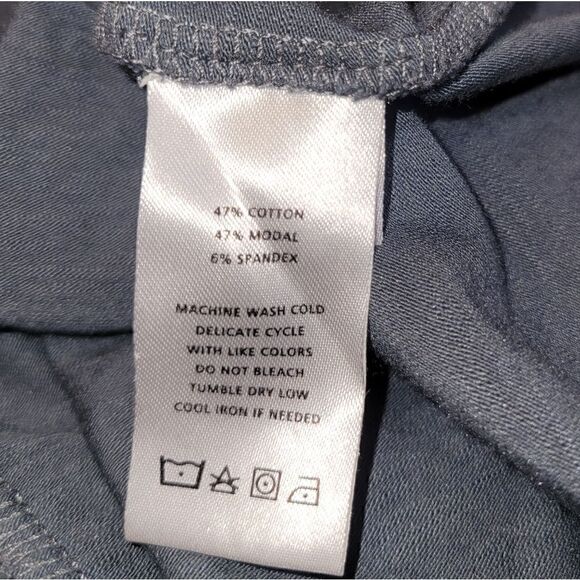 47% COTTON
47% MODAL
6% SPANDEX
MACHINE WASH COLD
DELICATE CYCLE
WITH LIKE COLORS
DO NOT BLEACH
TUMBLE DRY LOW
COOL IRON IF NEEDED